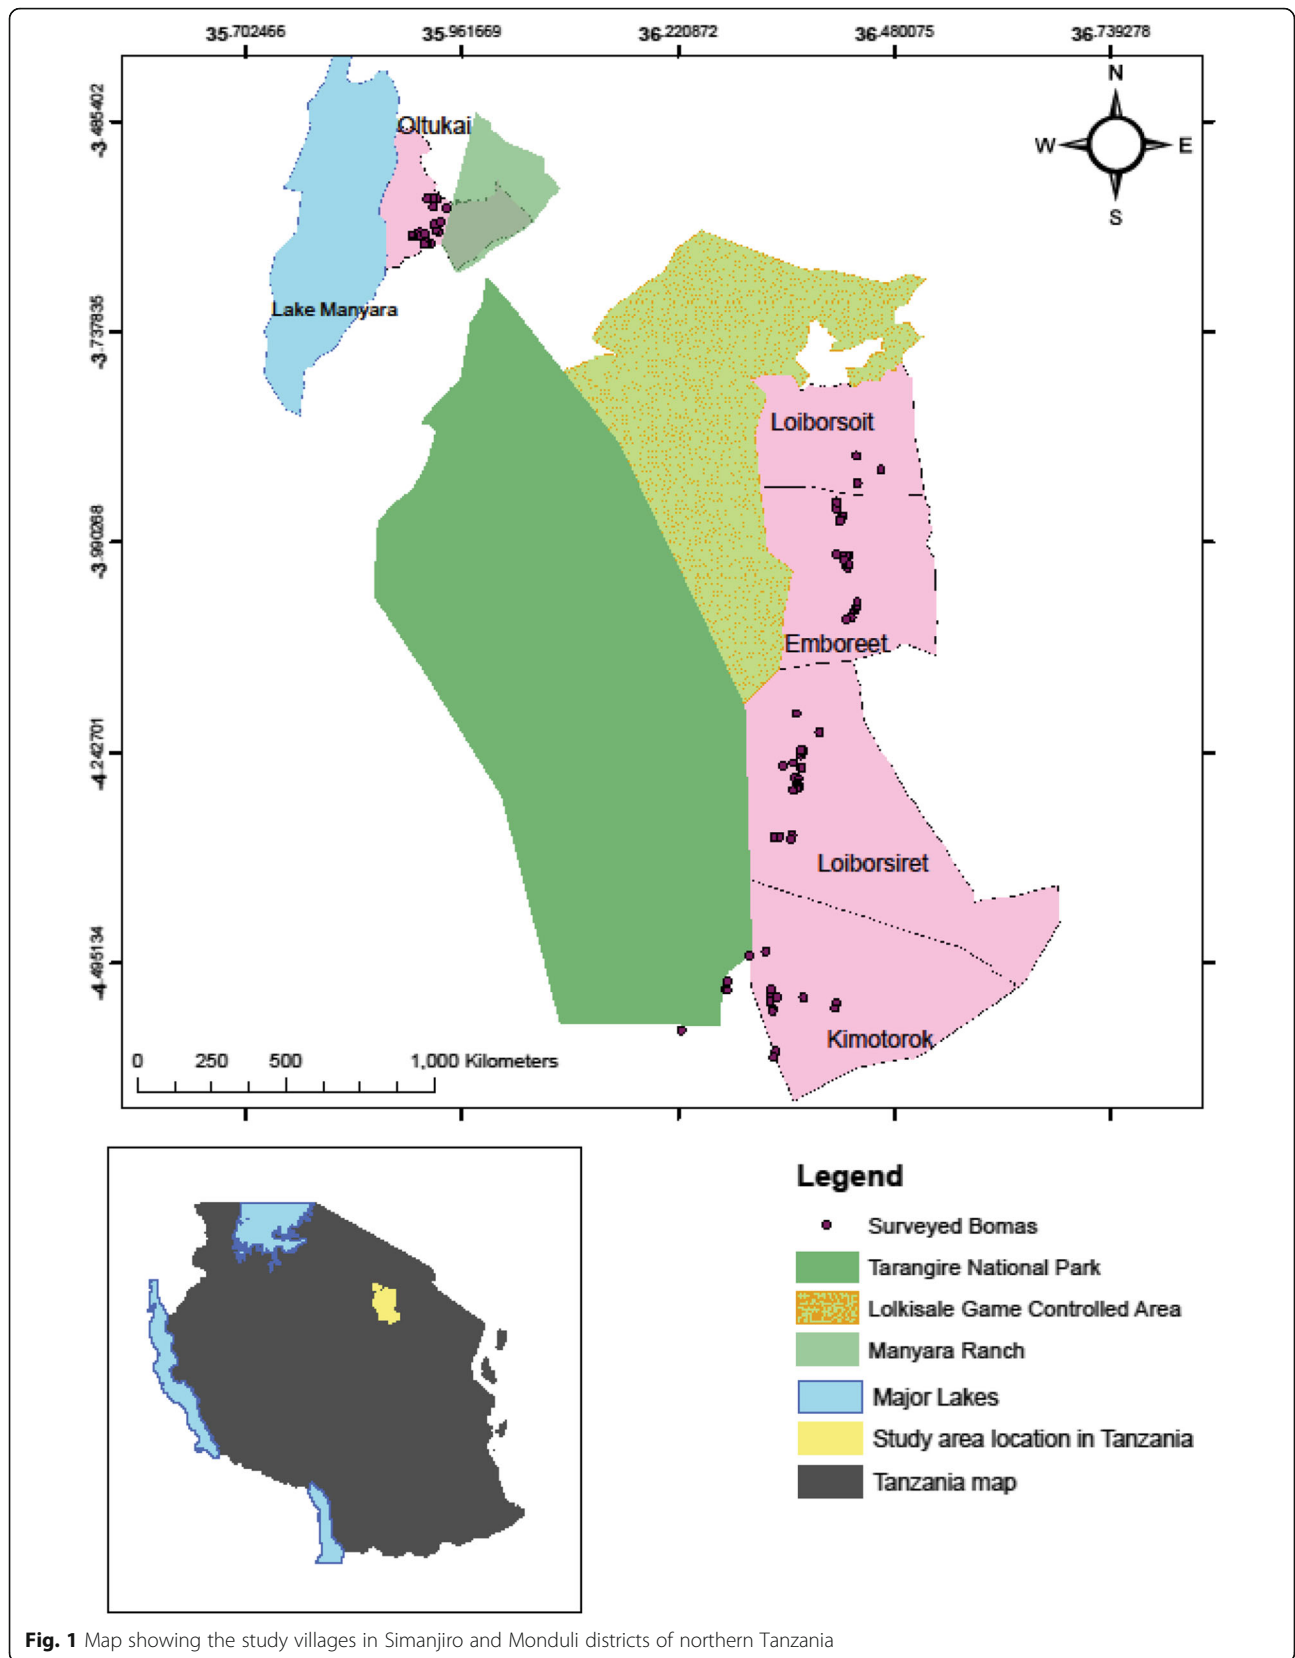 35.702466 35.961669 36.220872 36.480075 36.739278
-3.485402
-3.737835
-3.990268
-4.242701
-4.495134
N
W E
S
Oltukai
Lake Manyara
Loiborsoit
Emboreet
Loiborsiret
Kimotorok
0 250 500 1,000 Kilometers
Legend
Surveyed Bomas
Tarangire National Park
Lolkisale Game Controlled Area
Manyara Ranch
Major Lakes
Study area location in Tanzania
Tanzania map
Fig. 1 Map showing the study villages in Simanjiro and Monduli districts of northern Tanzania